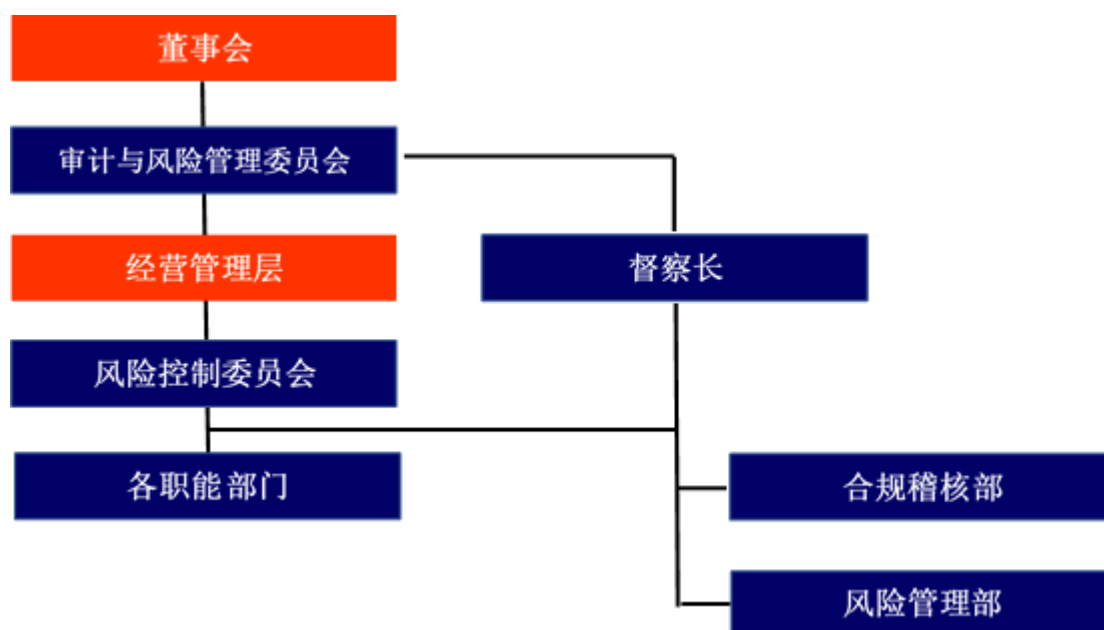 董事会
审计与风险管理委员会
经营管理层
督察长
风险控制委员会
各职能部门
合规稽核部
风险管理部